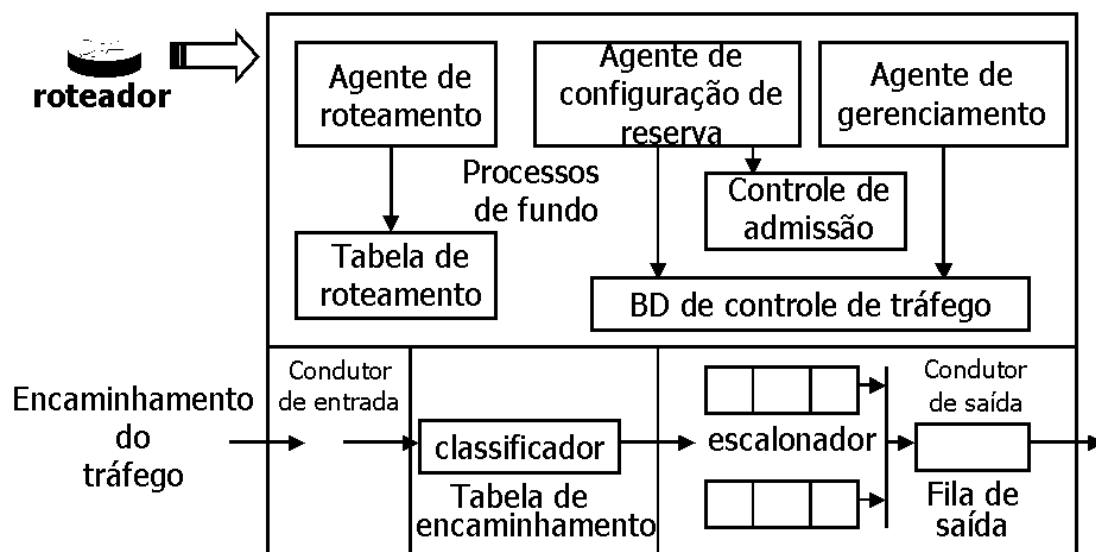 roteador
Agente de
roteamento
Agente de
configuração de
reserva
Agente de
gerenciamento
Processos
de fundo
Controle de
admissão
Tabela de
roteamento
BD de controle de tráfego
Encaminhamento
do
tráfego
Condutor
de entrada
classificador
Tabela de
encaminhamento
escalonador
Condutor
de saída
Fila de
saída